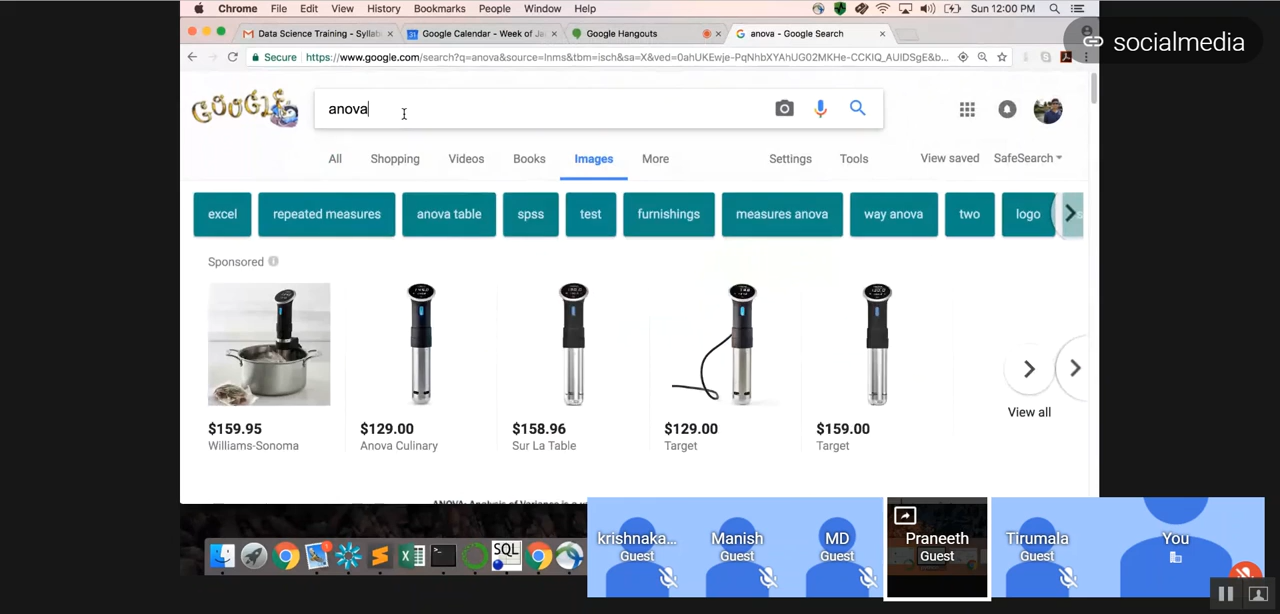 Chrome File Edit View History Bookmarks People Window Help Sun 12:00 PM
Data Science Training - Syllab × Google Calendar - Week of Ja × Google Hangouts × anova - Google Search ×
Secure https://www.google.com/search?q=anova&source=lnms&tbm=isch&sa=X&ved=0ahUKEwje-PqNhbXYAhUG02MKHe-CCKIQ_AUIDSgE&b...
socialmedia
GOOGLE anova
All Shopping Videos Books Images More Settings Tools View saved SafeSearch
excel repeated measures anova table spss test furnishings measures anova way anova two logo
Sponsored
$159.95 $129.00 $158.96 $129.00 $159.00
Williams-Sonoma Anova Culinary Sur La Table Target Target
View all
SQL
krishnaka... Manish MD Praneeth Tirumala You
Guest Guest Guest Guest Guest